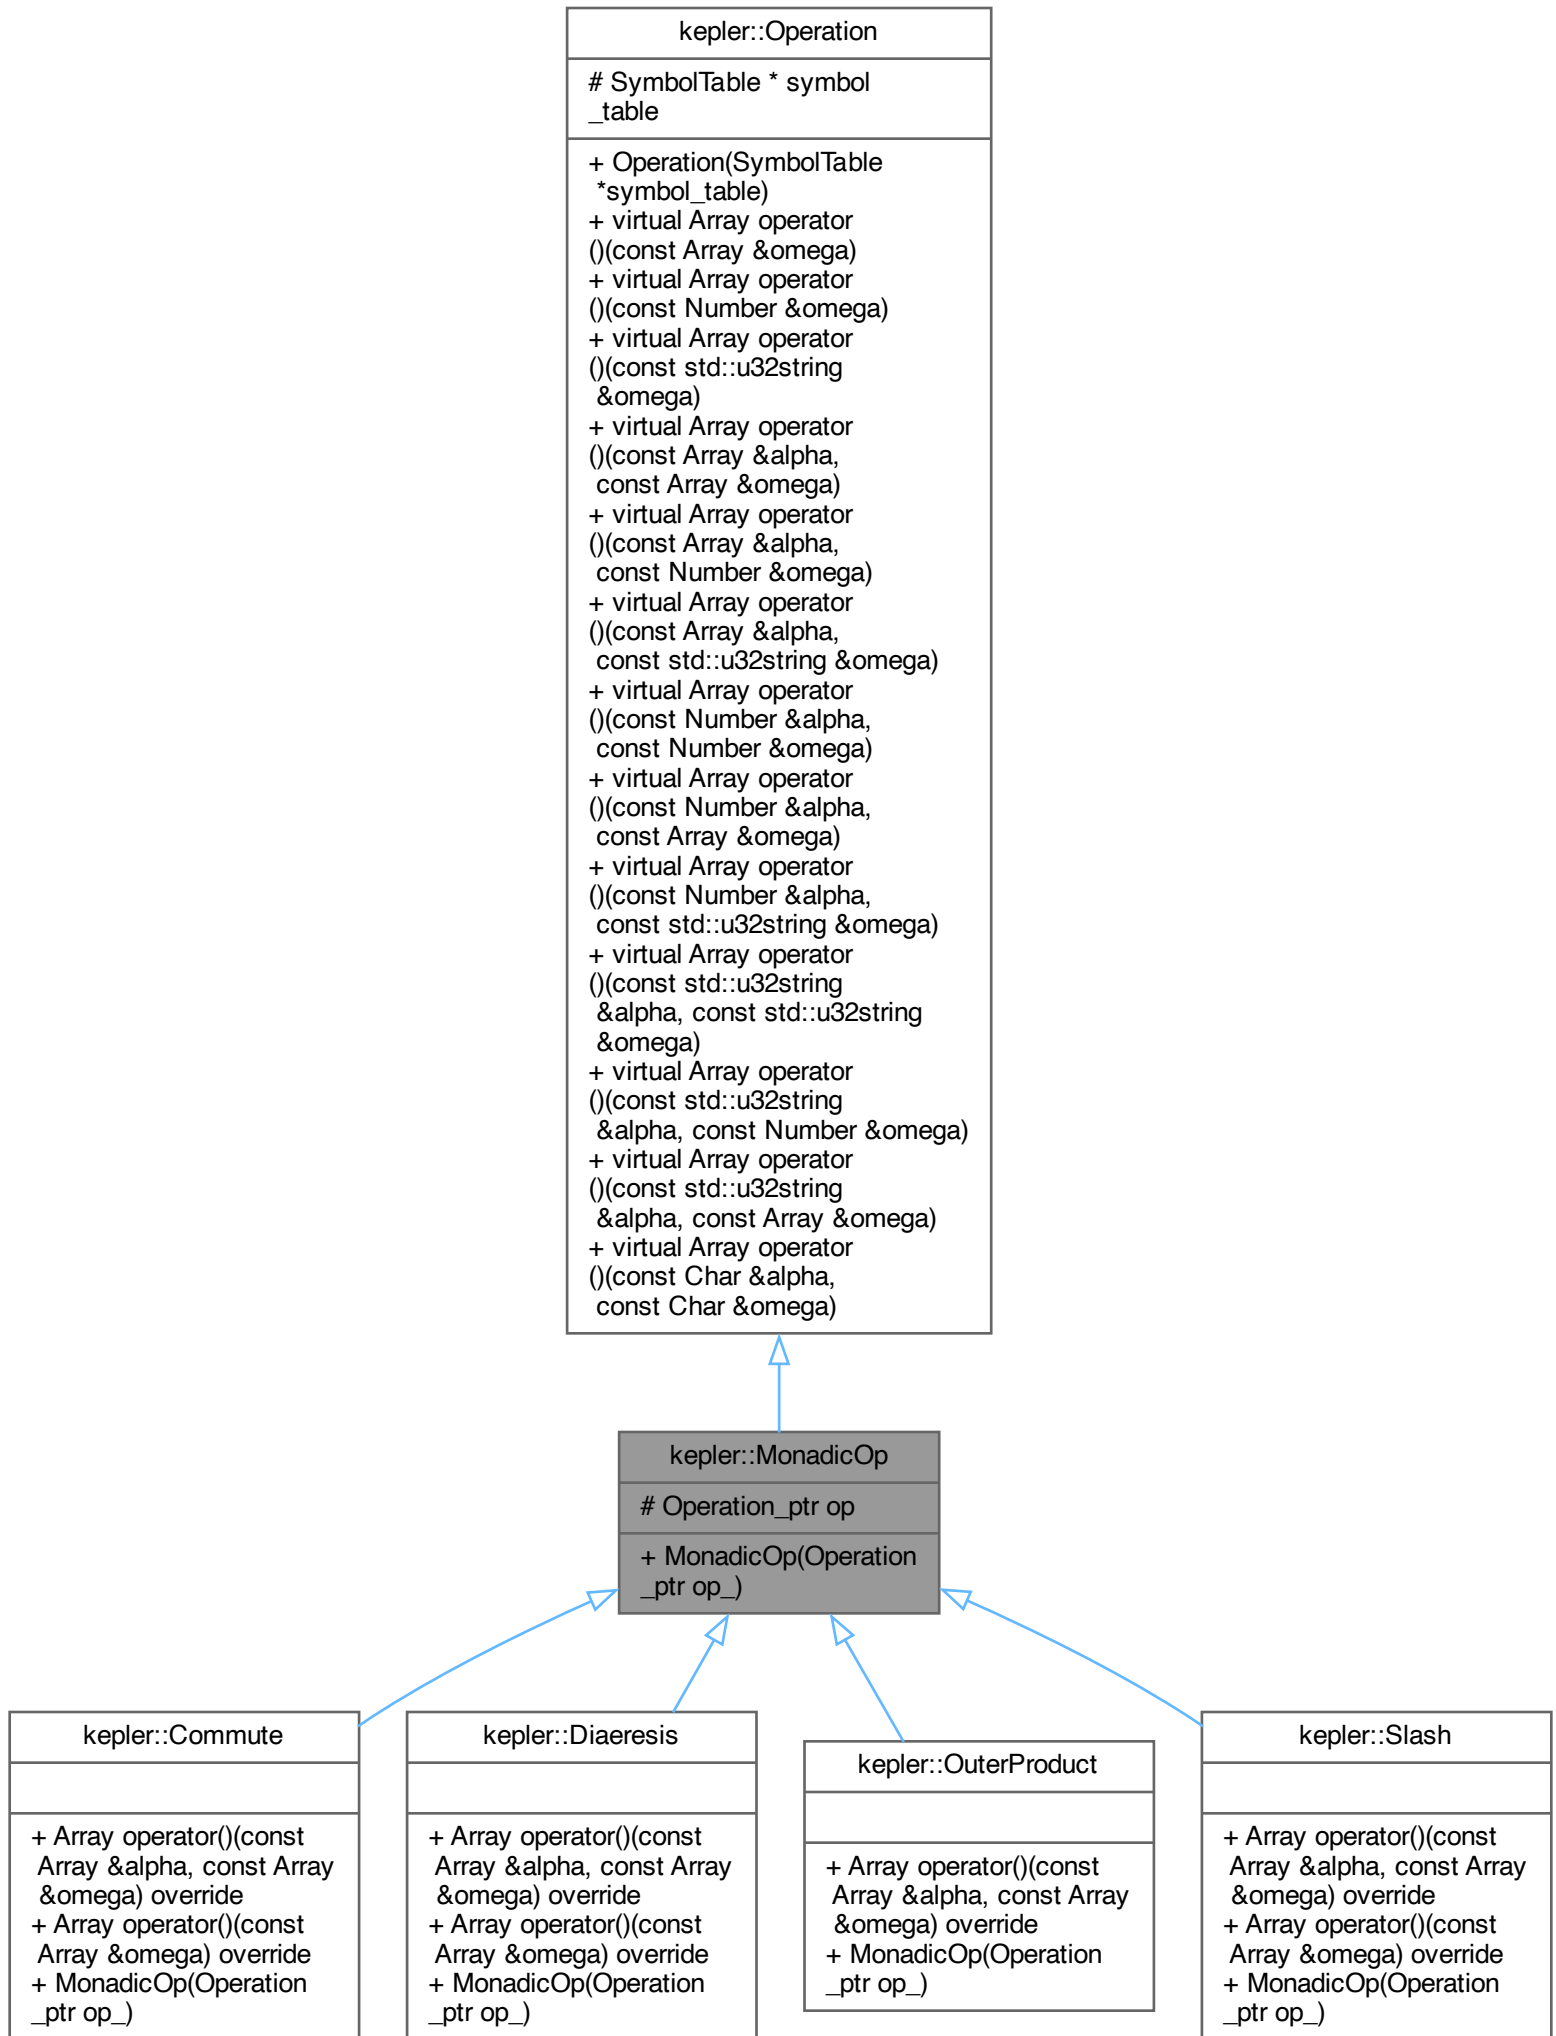 kepler::Operation
# SymbolTable * symbol
_table
+ Operation(SymbolTable
*symbol_table)
+ virtual Array operator
()(const Array &omega)
+ virtual Array operator
()(const Number &omega)
+ virtual Array operator
()(const std::u32string
&omega)
+ virtual Array operator
()(const Array &alpha,
const Array &omega)
+ virtual Array operator
()(const Array &alpha,
const Number &omega)
+ virtual Array operator
()(const Array &alpha,
const std::u32string &omega)
+ virtual Array operator
()(const Number &alpha,
const Number &omega)
+ virtual Array operator
()(const Number &alpha,
const Array &omega)
+ virtual Array operator
()(const Number &alpha,
const std::u32string &omega)
+ virtual Array operator
()(const std::u32string
&alpha, const std::u32string
&omega)
+ virtual Array operator
()(const std::u32string
&alpha, const Number &omega)
+ virtual Array operator
()(const std::u32string
&alpha, const Array &omega)
+ virtual Array operator
()(const Char &alpha,
const Char &omega)
kepler::MonadicOp
# Operation_ptr op
+ MonadicOp(Operation
_ptr op_)
kepler::Commute
+ Array operator()(const
Array &alpha, const Array
&omega) override
+ Array operator()(const
Array &omega) override
+ MonadicOp(Operation
_ptr op_)
kepler::Diaeresis
+ Array operator()(const
Array &alpha, const Array
&omega) override
+ Array operator()(const
Array &omega) override
+ MonadicOp(Operation
_ptr op_)
kepler::OuterProduct
+ Array operator()(const
Array &alpha, const Array
&omega) override
+ MonadicOp(Operation
_ptr op_)
kepler::Slash
+ Array operator()(const
Array &alpha, const Array
&omega) override
+ Array operator()(const
Array &omega) override
+ MonadicOp(Operation
_ptr op_)